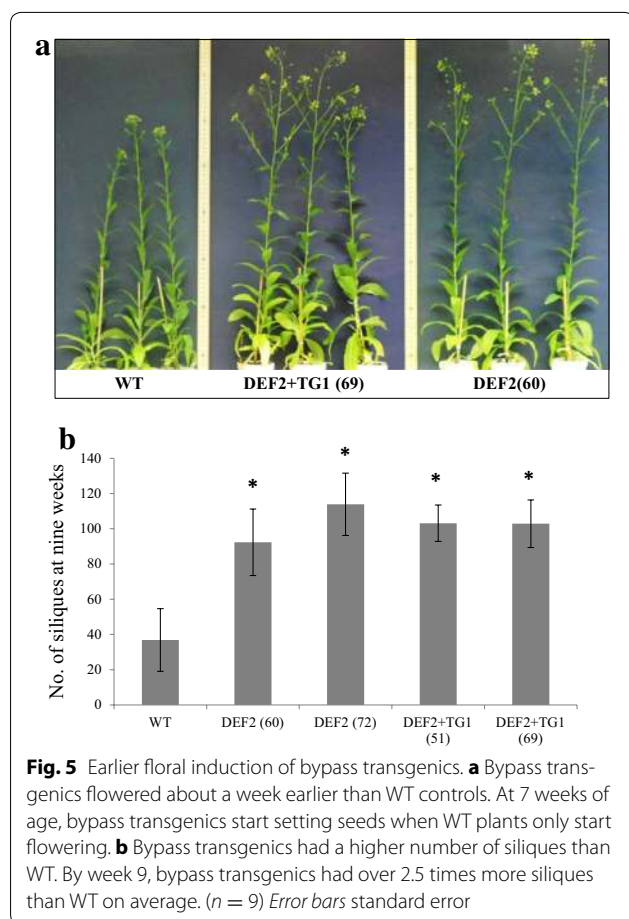 a
WT
DEF2+TG1 (69)
DEF2(60)
b
No. of siliques at nine weeks
140
120
100
80
60
40
20
0
*
*
*
*
WT
DEF2 (60)
DEF2 (72)
DEF2+TG1
(51)
DEF2+TG1
(69)
Fig. 5 Earlier floral induction of bypass transgenics. a Bypass trans-
genics flowered about a week earlier than WT controls. At 7 weeks of
age, bypass transgenics start setting seeds when WT plants only start
flowering. b Bypass transgenics had a higher number of siliques than
WT. By week 9, bypass transgenics had over 2.5 times more siliques
than WT on average. (n = 9) Error bars standard error